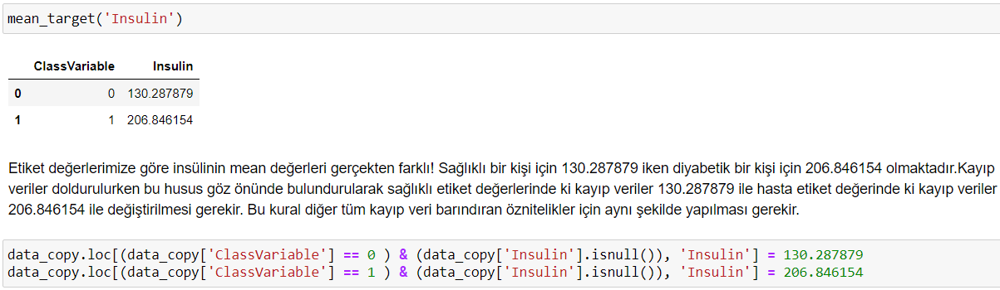 mean_target('Insulin')
ClassVariable Insulin
0 0 130.287879
1 1 206.846154
Etiket değerlerimize göre insülinin mean değerleri gerçekten farklı! Sağlıklı bir kişi için 130.287879 iken diyabetik bir kişi için 206.846154 olmaktadır.Kayıp
veriler doldurulurken bu husus göz önünde bulundurularak sağlıklı etiket değerlerinde ki kayıp veriler 130.287879 ile hasta etiket değerinde ki kayıp veriler
206.846154 ile değiştirilmesi gerekir. Bu kural diğer tüm kayıp veri barındıran öznitelikler için aynı şekilde yapılması gerekir.
data_copy.loc[(data_copy['ClassVariable'] == 0 ) & (data_copy['Insulin'].isnull()), 'Insulin'] = 130.287879
data_copy.loc[(data_copy['ClassVariable'] == 1 ) & (data_copy['Insulin'].isnull()), 'Insulin'] = 206.846154